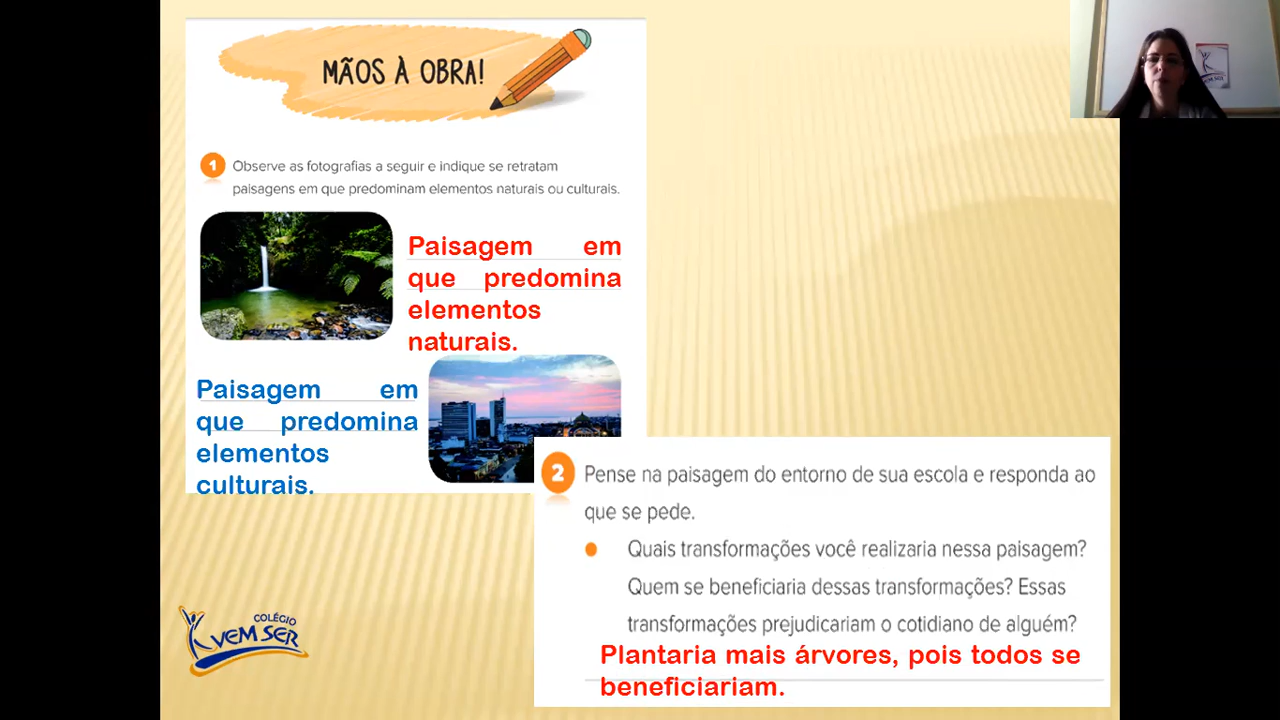 MÃOS À OBRA!
1 Observe as fotografias a seguir e indique se retratam
paisagens em que predominam elementos naturais ou culturais.
Paisagem em
que predomina
elementos
naturais.
Paisagem em
que predomina
elementos
culturais.
2 Pense na paisagem do entorno de sua escola e responda ao
que se pede.
Quais transformações você realizaria nessa paisagem?
Quem se beneficiaria dessas transformações? Essas
transformações prejudicariam o cotidiano de alguém?
Plantaria mais árvores, pois todos se
beneficiariam.
COLÉGIO
VEM SER